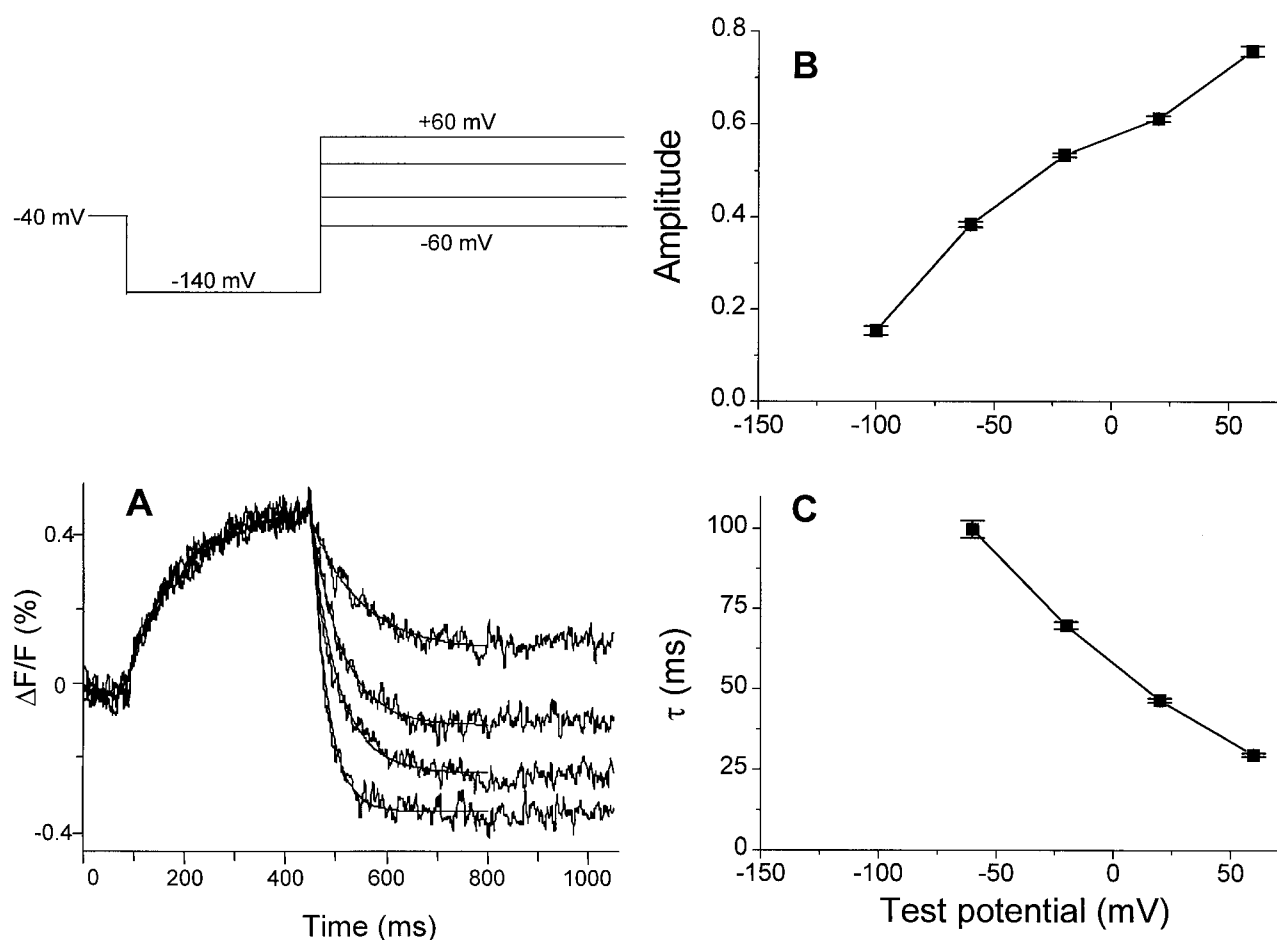 +60 mV
-40 mV
-60 mV
-140 mV
A
ΔF/F (%)
0.4
0
-0.4
0 200 400 600 800 1000
Time (ms)
B
Amplitude
0.8
0.6
0.4
0.2
0.0
-150 -100 -50 0 50
C
τ (ms)
100
75
50
25
0
-150 -100 -50 0 50
Test potential (mV)